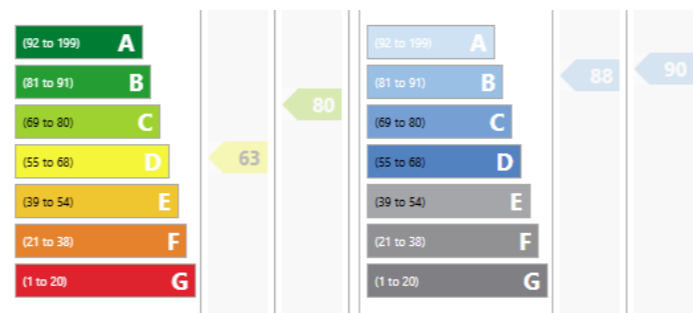 (92 to 199) A
(81 to 91) B
(69 to 80) C
(55 to 68) D
(39 to 54) E
(21 to 38) F
(1 to 20) G
63
80
(92 to 199) A
(81 to 91) B
(69 to 80) C
(55 to 68) D
(39 to 54) E
(21 to 38) F
(1 to 20) G
88
90